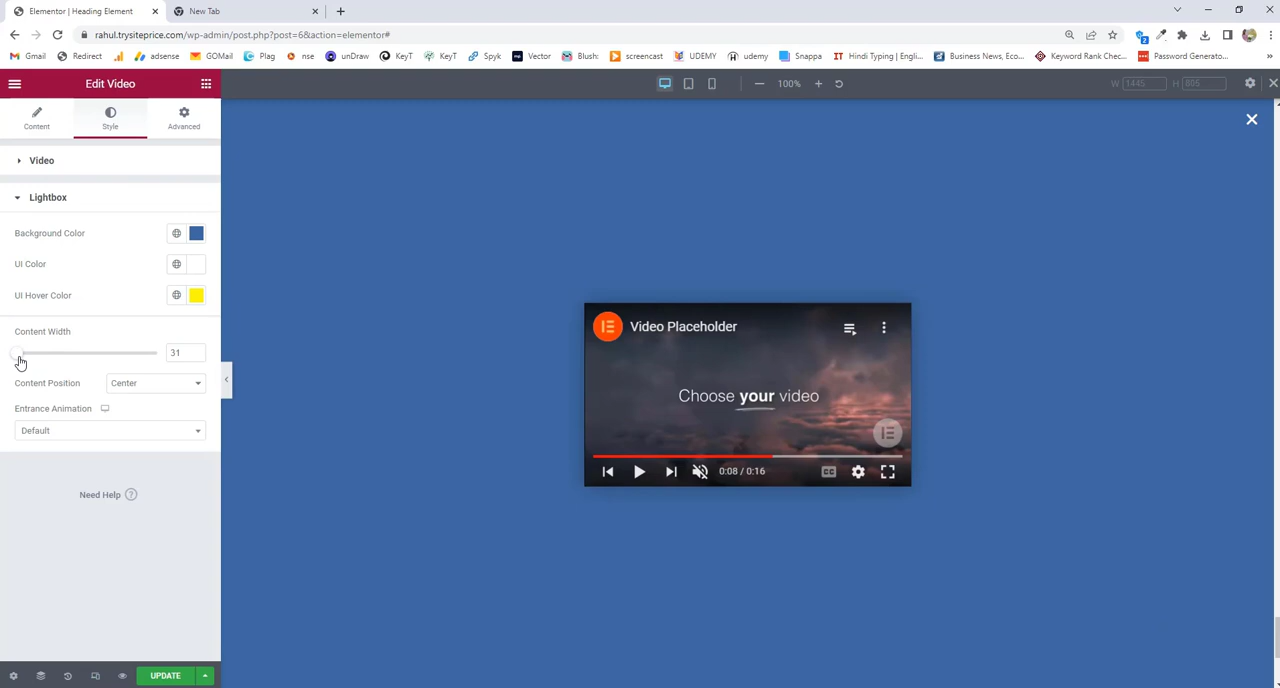 Elementor | Heading Element
New Tab
rahul.trysiteprice.com/wp-admin/post.php?post=6&action=elementor#
2
Gmail Redirect adsense GOMail Plag nse unDraw KeyT KeyT Spyk Vector Blush: screencast UDEMY udemy Snappa Hindi Typing | Engli... Business News, Eco... Keyword Rank Chec... Password Generato... »
Edit Video
100%
W 1445 H 805
Content Style Advanced
Video
Lightbox
Background Color
UI Color
UI Hover Color
Content Width
31
Content Position Center
Entrance Animation
Default
Need Help ?
UPDATE
Video Placeholder
Choose your video
0:08 / 0:16
CC